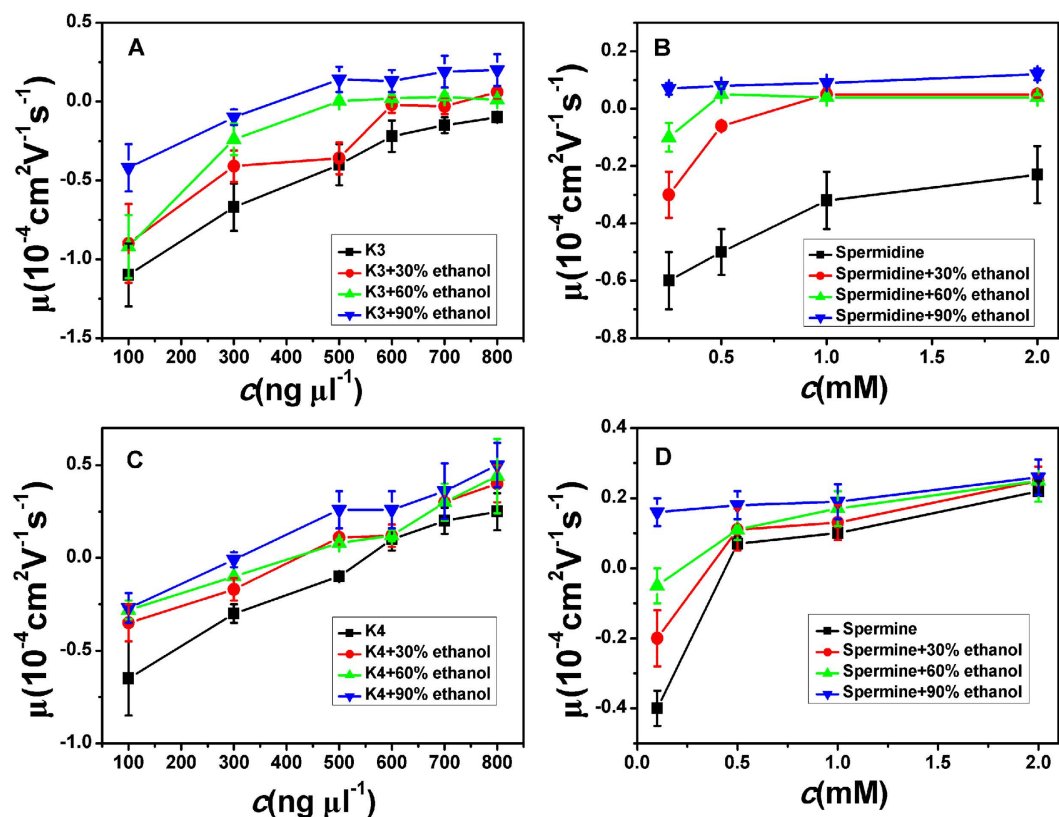 A
μ(10⁻⁴cm²V⁻¹s⁻¹)
0.0
-0.5
-1.0
-1.5
K3
K3+30% ethanol
K3+60% ethanol
K3+90% ethanol
100 200 300 400 500 600 700 800
c(ng μl⁻¹)
B
μ(10⁻⁴cm²V⁻¹s⁻¹)
0.2
0.0
-0.2
-0.4
-0.6
-0.8
Spermidine
Spermidine+30% ethanol
Spermidine+60% ethanol
Spermidine+90% ethanol
0.5 1.0 1.5 2.0
c(mM)
C
μ(10⁻⁴cm²V⁻¹s⁻¹)
0.5
0.0
-0.5
-1.0
K4
K4+30% ethanol
K4+60% ethanol
K4+90% ethanol
100 200 300 400 500 600 700 800
c(ng μl⁻¹)
D
μ(10⁻⁴cm²V⁻¹s⁻¹)
0.4
0.2
0.0
-0.2
-0.4
Spermine
Spermine+30% ethanol
Spermine+60% ethanol
Spermine+90% ethanol
0.0 0.5 1.0 1.5 2.0
c(mM)